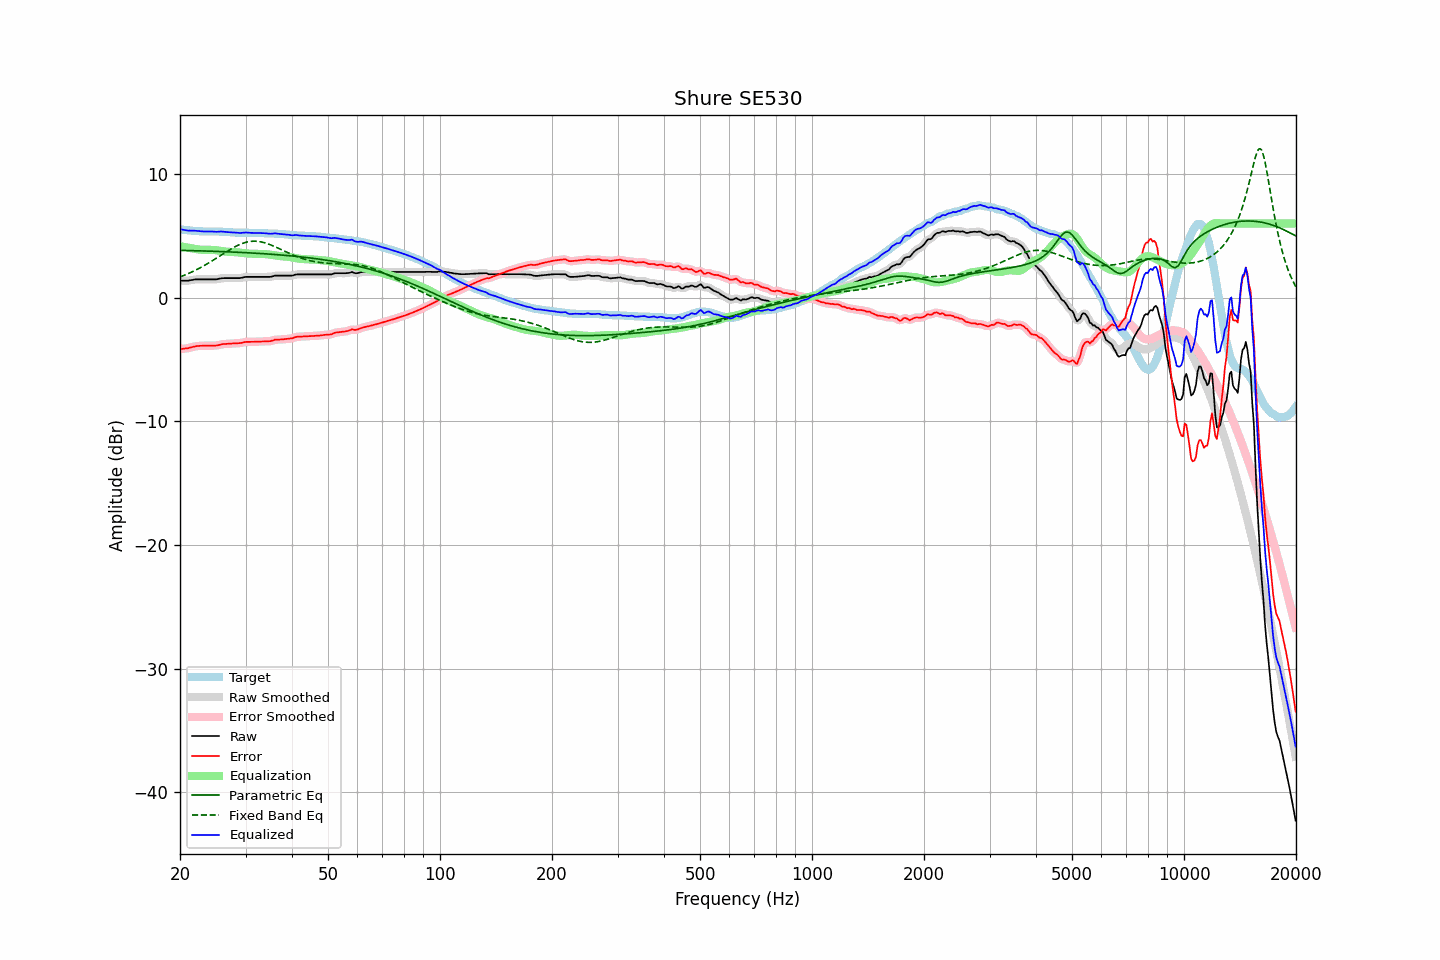 Shure SE530
Amplitude (dBr)
10
0
−10
−20
−30
−40
Target
Raw Smoothed
Error Smoothed
Raw
Error
Equalization
Parametric Eq
Fixed Band Eq
Equalized
20 50 100 200 500 1000 2000 5000 10000 20000
Frequency (Hz)